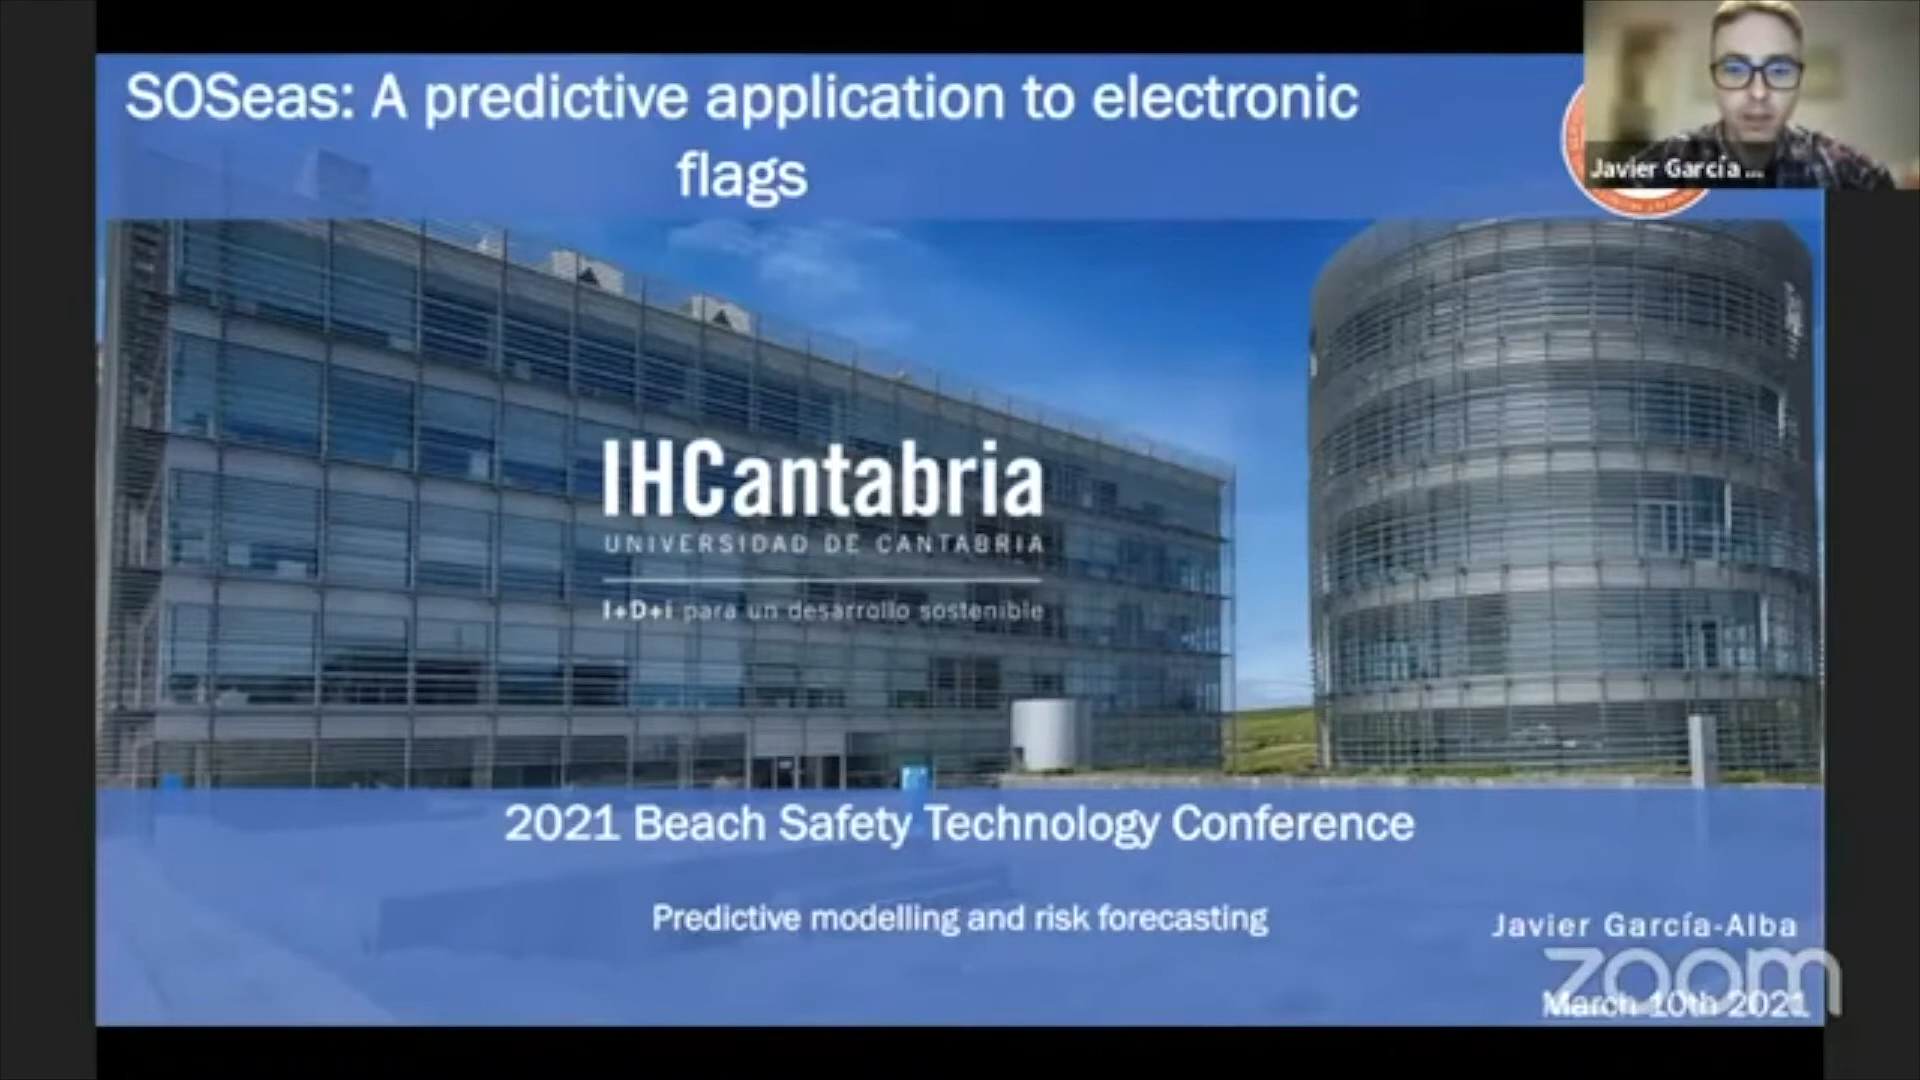 SOSeas: A predictive application to electronic
flags
Javier García ...
IHCantabria
UNIVERSIDAD DE CANTABRIA
I+D+i para un desarrollo sostenible
2021 Beach Safety Technology Conference
Predictive modelling and risk forecasting
Javier García-Alba
zoom
March 10th 2021